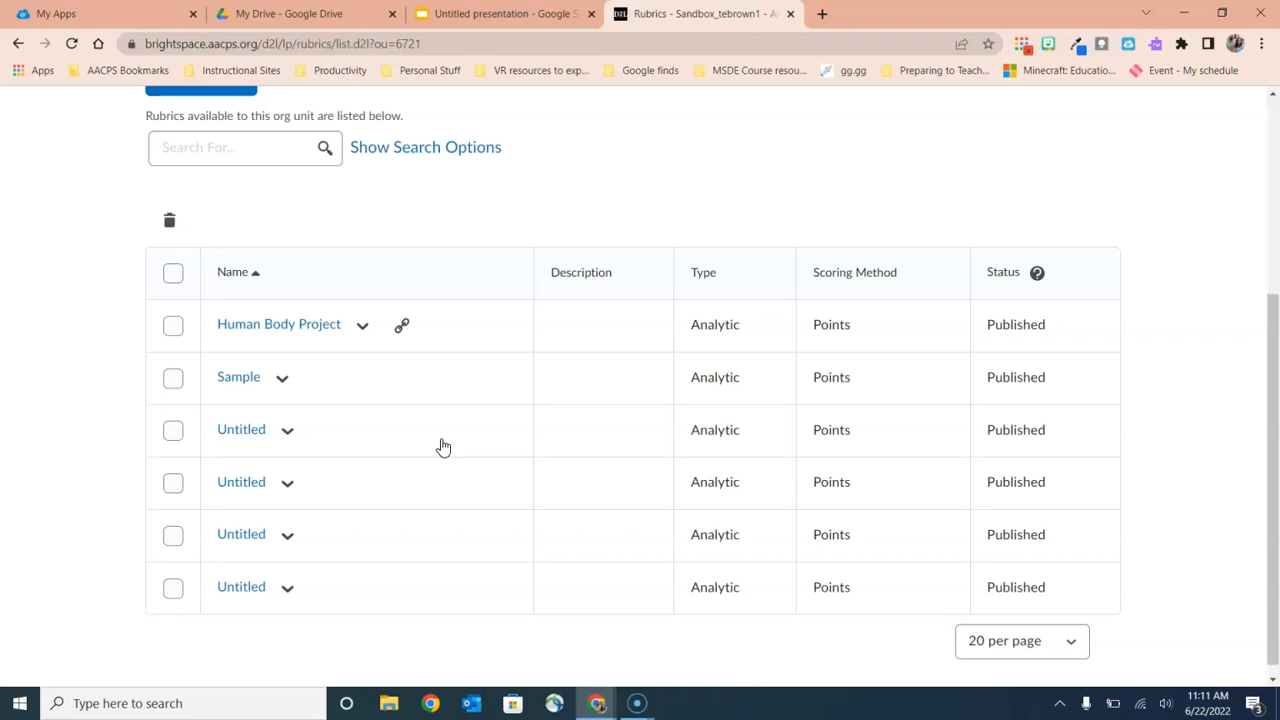 My Apps
My Drive - Google Drive
Untitled presentation - Google S
D2L
Rubrics - Sandbox_tebrown1 - A
brightspace.aacps.org/d2l/lp/rubrics/list.d2l?ou=6721
Apps
AACPS Bookmarks
Instructional Sites
Productivity
Personal Stuff
VR resources to exp...
Google finds
MSDE Course resou...
gg.gg
Preparing to Teach...
Minecraft: Educatio...
Event - My schedule
Rubrics available to this org unit are listed below.
Search For...
Show Search Options
Name
Description
Type
Scoring Method
Status
Human Body Project
Analytic
Points
Published
Sample
Analytic
Points
Published
Untitled
Analytic
Points
Published
Untitled
Analytic
Points
Published
Untitled
Analytic
Points
Published
Untitled
Analytic
Points
Published
20 per page
Type here to search
11:11 AM
6/22/2022
3